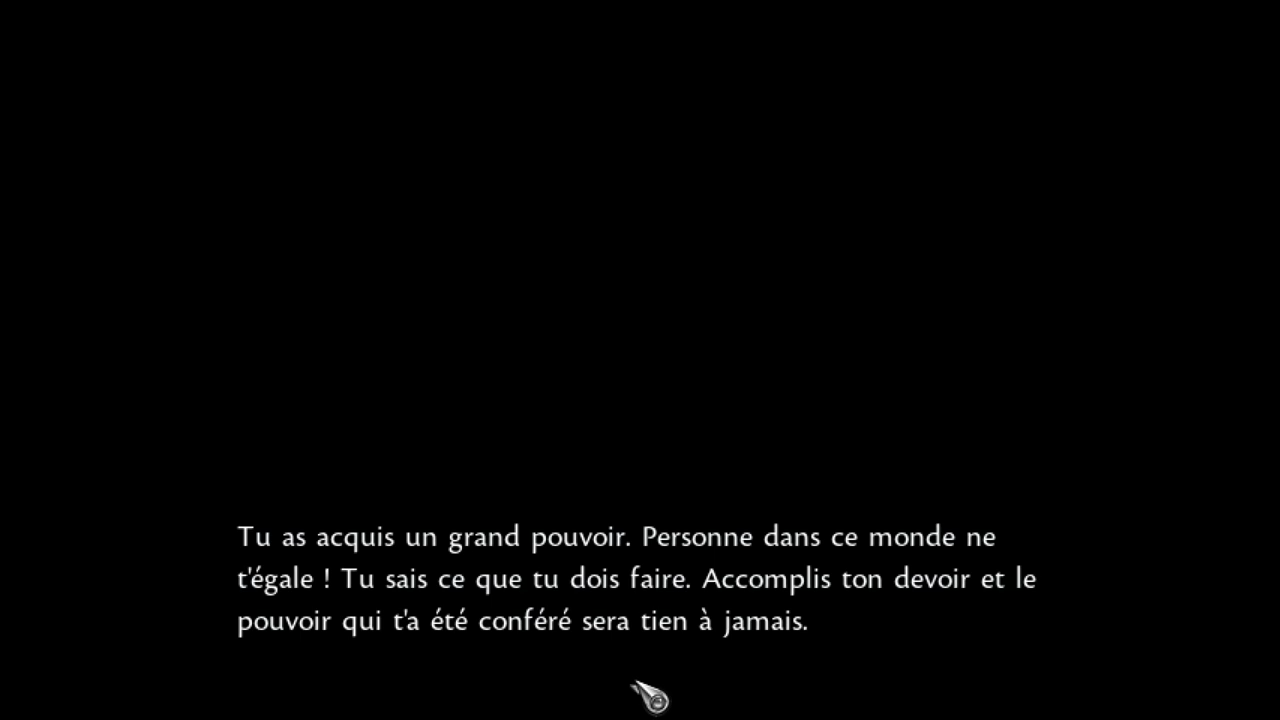 Tu as acquis un grand pouvoir. Personne dans ce monde ne
t'égale ! Tu sais ce que tu dois faire. Accomplis ton devoir et le
pouvoir qui t'a été conféré sera tien à jamais.